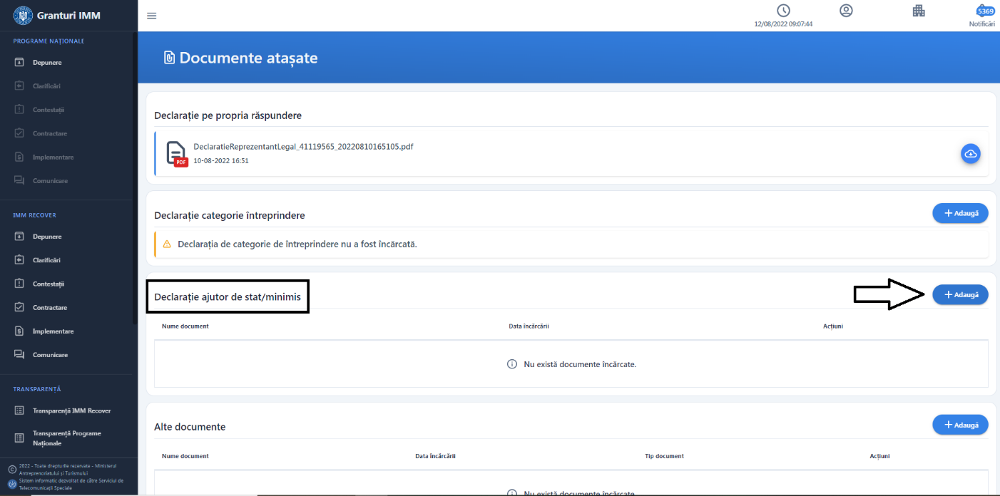 Granturi IMM
12/08/2022 09:07:44
5369
Notificări
PROGRAME NAȚIONALE
Depunere
Clarificări
Contestații
Contractare
Implementare
Comunicare
IMM RECOVER
Depunere
Clarificări
Contestații
Contractare
Implementare
Comunicare
TRANSPARENȚĂ
Transparență IMM Recover
Transparență Programe
Naționale
2022 - Toate drepturile rezervate - Ministerul
Antreprenoriatului și Turismului
Sistem informatic dezvoltat de către Serviciul de
Telecomunicații Speciale
Documente atașate
Declarație pe propria răspundere
DeclaratieReprezentantLegal_41119565_20220810165105.pdf
PDF
10-08-2022 16:51
Declarație categorie întreprindere
+ Adaugă
Declarația de categorie de întreprindere nu a fost încărcată.
Declarație ajutor de stat/minimis
+ Adaugă
Nume document Data încărcării Acțiuni
Nu există documente încărcate.
Alte documente
+ Adaugă
Nume document Data încărcării Tip document Acțiuni
Nu există documente încărcate.